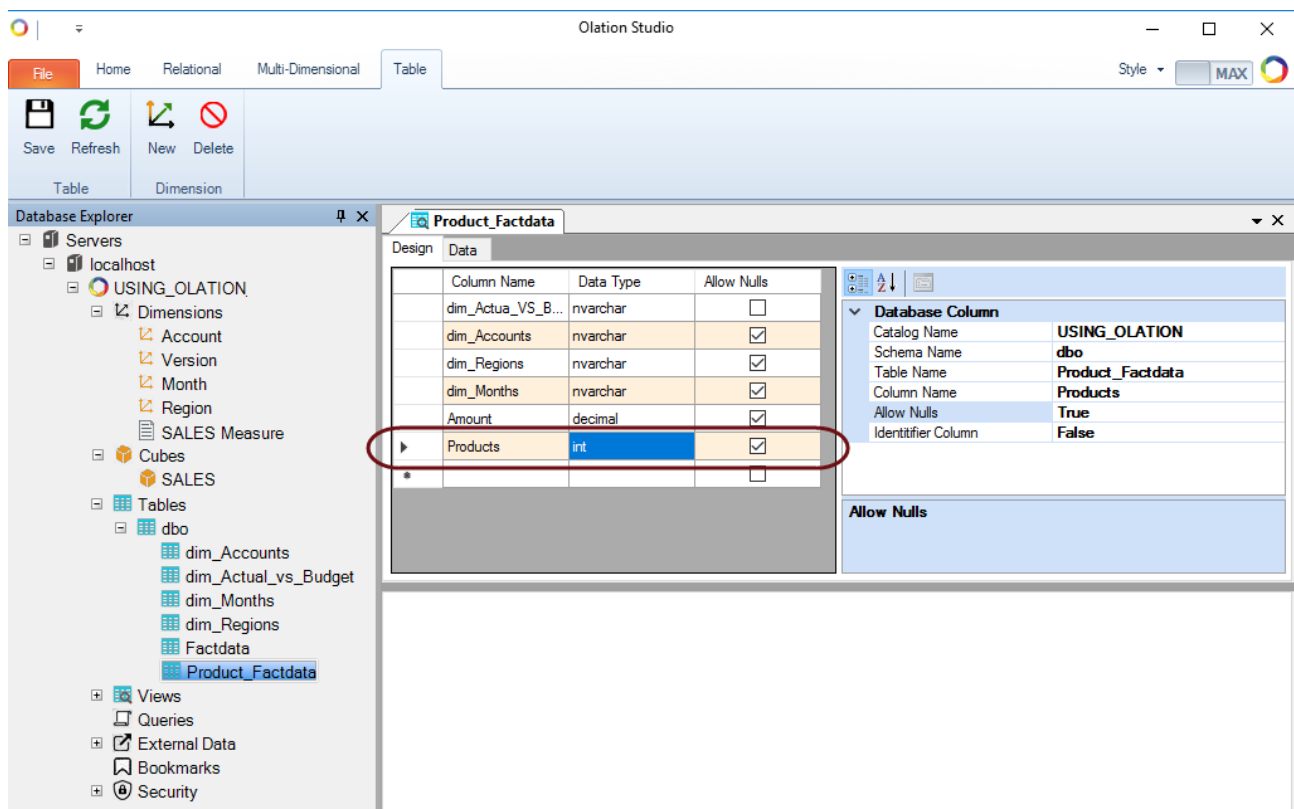 Olation Studio
File Home Relational Multi-Dimensional Table Style MAX
Save Refresh New Delete
Table Dimension
Database Explorer
Servers
localhost
USING_OLATION
Dimensions
Account
Version
Month
Region
SALES Measure
Cubes
SALES
Tables
dbo
dim_Accounts
dim_Actual_vs_Budget
dim_Months
dim_Regions
Factdata
Product_Factdata
Views
Queries
External Data
Bookmarks
Security
Product_Factdata
Design Data
Column Name Data Type Allow Nulls
dim_Actua_VS_B... nvarchar
dim_Accounts nvarchar
dim_Regions nvarchar
dim_Months nvarchar
Amount decimal
Products int
Database Column
Catalog Name USING_OLATION
Schema Name dbo
Table Name Product_Factdata
Column Name Products
Allow Nulls True
Identitifier Column False
Allow Nulls